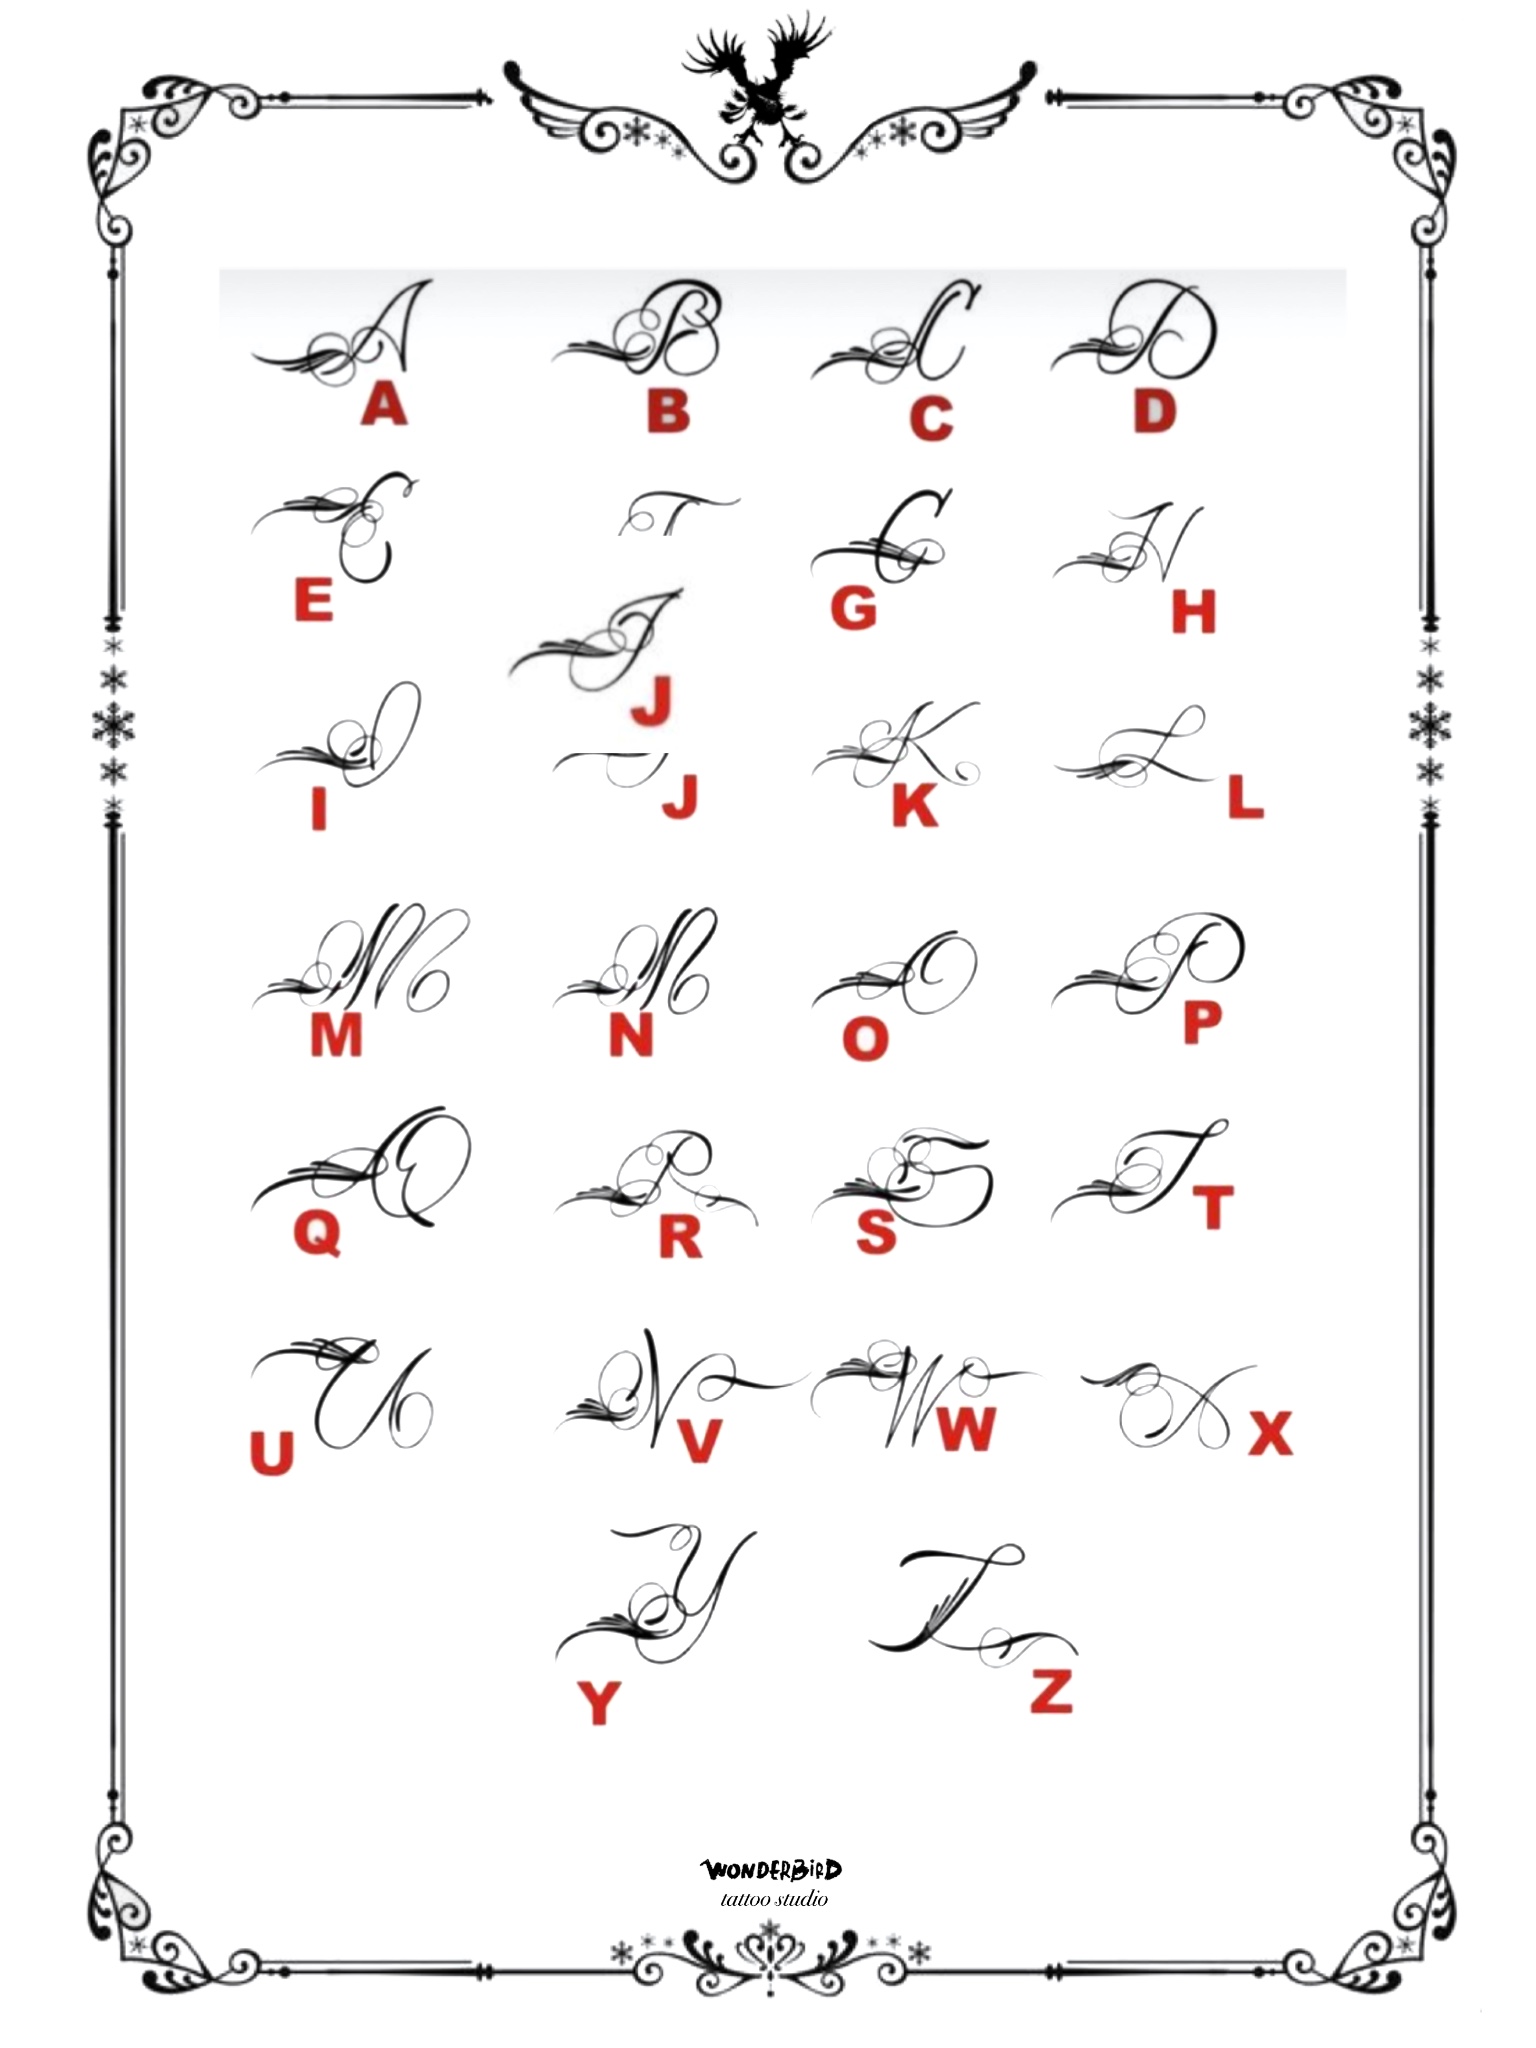 A B C D
A B C D
E G H
E G H
J
J
I K L
I J K L
M N O P
M N O P
Q R S T
Q R S T
U V W X
U V W X
Y Z
Y Z
WONDERBiRD
tattoo studio